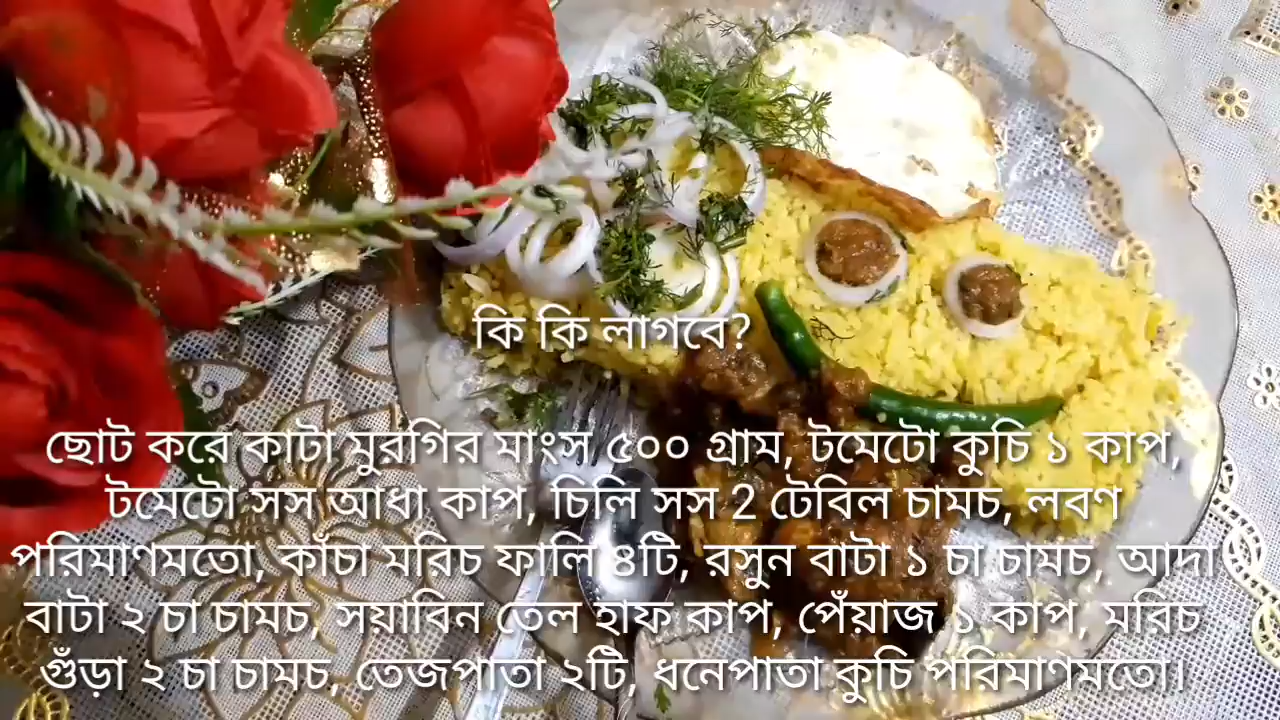 কি কি লাগবে?
ছোট করে কাটা মুরগির মাংস ৫০০ গ্রাম, টমেটো কুচি ১ কাপ,
টমেটো সস আধা কাপ, চিলি সস 2 টেবিল চামচ, লবণ
পরিমাণমতো, কাঁচা মরিচ ফালি ৪টি, রসুন বাটা ১ চা চামচ, আদা
বাটা ২ চা চামচ, সয়াবিন তেল হাফ কাপ, পেঁয়াজ ১ কাপ, মরিচ
গুঁড়া ২ চা চামচ, তেজপাতা ২টি, ধনেপাতা কুচি পরিমাণমতো।